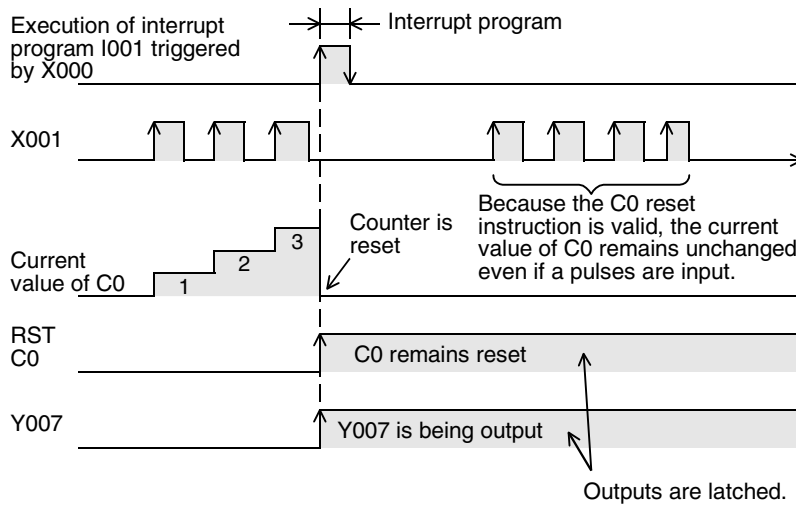 Execution of interrupt
program I001 triggered
by X000
Interrupt program
X001
Because the C0 reset
instruction is valid, the current
value of C0 remains unchanged
even if a pulses are input.
Counter is
reset
Current
value of C0
1
2
3
RST
C0
C0 remains reset
Y007
Y007 is being output
Outputs are latched.